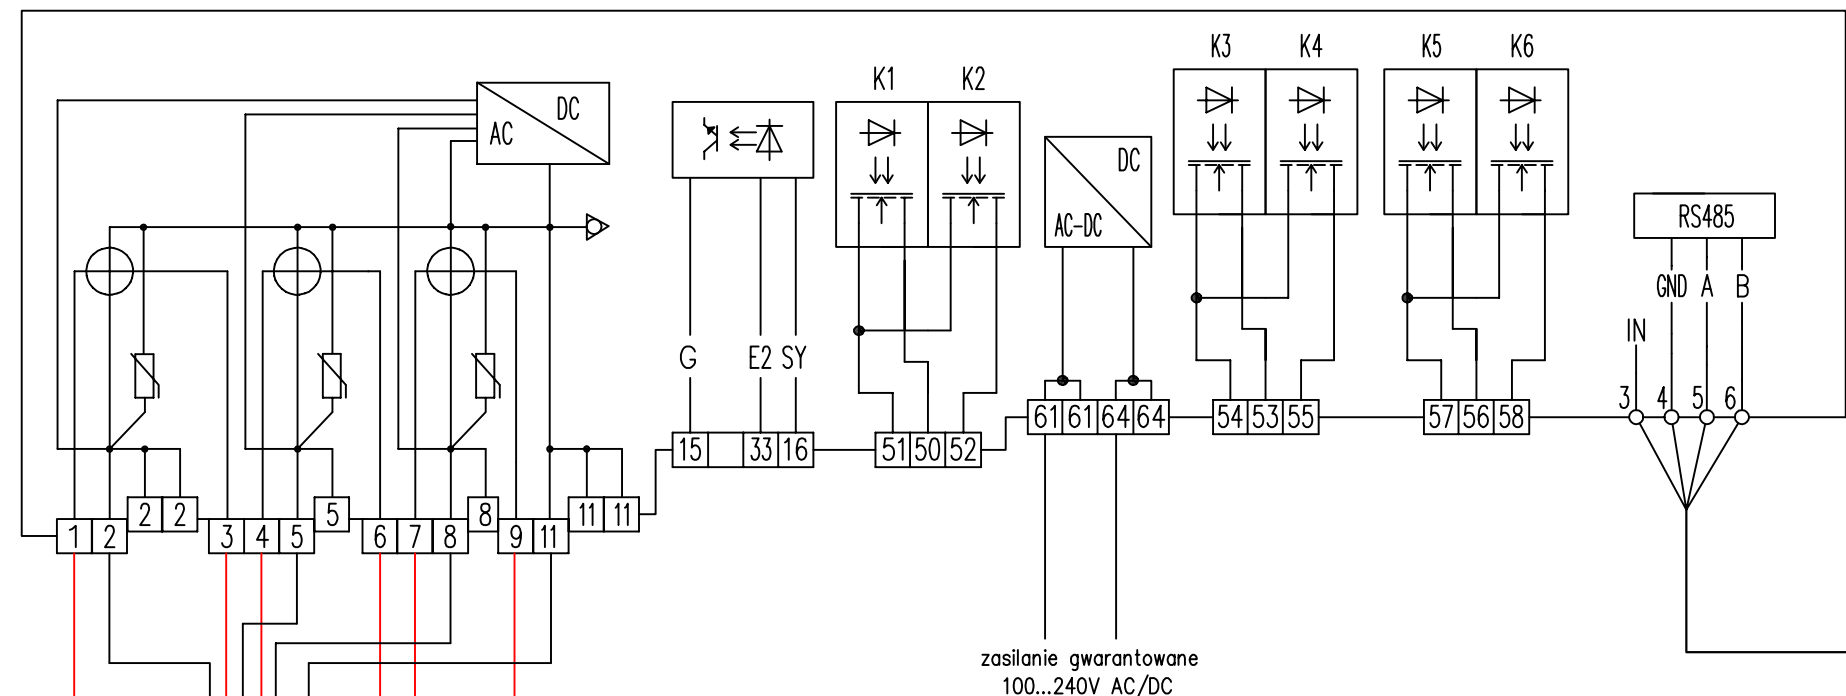 K3 K4 K5 K6
K1 K2
DC
AC
DC
AC-DC
RS485
GND A B
IN
G E2 SY
3 4 5 6
61 61 64 64
54 53 55
57 56 58
15 33 16
51 50 52
2 2 5 8 11 11
1 2 3 4 5 6 7 8 9 11
zasilanie gwarantowane
100...240V AC/DC